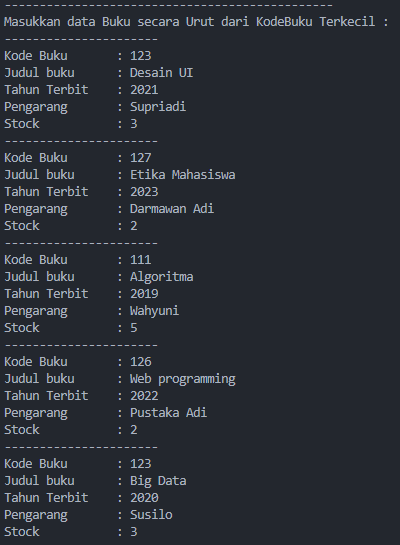 -----------------------------------------------
Masukkan data Buku secara Urut dari KodeBuku Terkecil :
----------------------
Kode Buku       : 123
Judul buku      : Desain UI
Tahun Terbit    : 2021
Pengarang       : Supriadi
Stock           : 3
----------------------
Kode Buku       : 127
Judul buku      : Etika Mahasiswa
Tahun Terbit    : 2023
Pengarang       : Darmawan Adi
Stock           : 2
----------------------
Kode Buku       : 111
Judul buku      : Algoritma
Tahun Terbit    : 2019
Pengarang       : Wahyuni
Stock           : 5
----------------------
Kode Buku       : 126
Judul buku      : Web programming
Tahun Terbit    : 2022
Pengarang       : Pustaka Adi
Stock           : 2
----------------------
Kode Buku       : 123
Judul buku      : Big Data
Tahun Terbit    : 2020
Pengarang       : Susilo
Stock           : 3